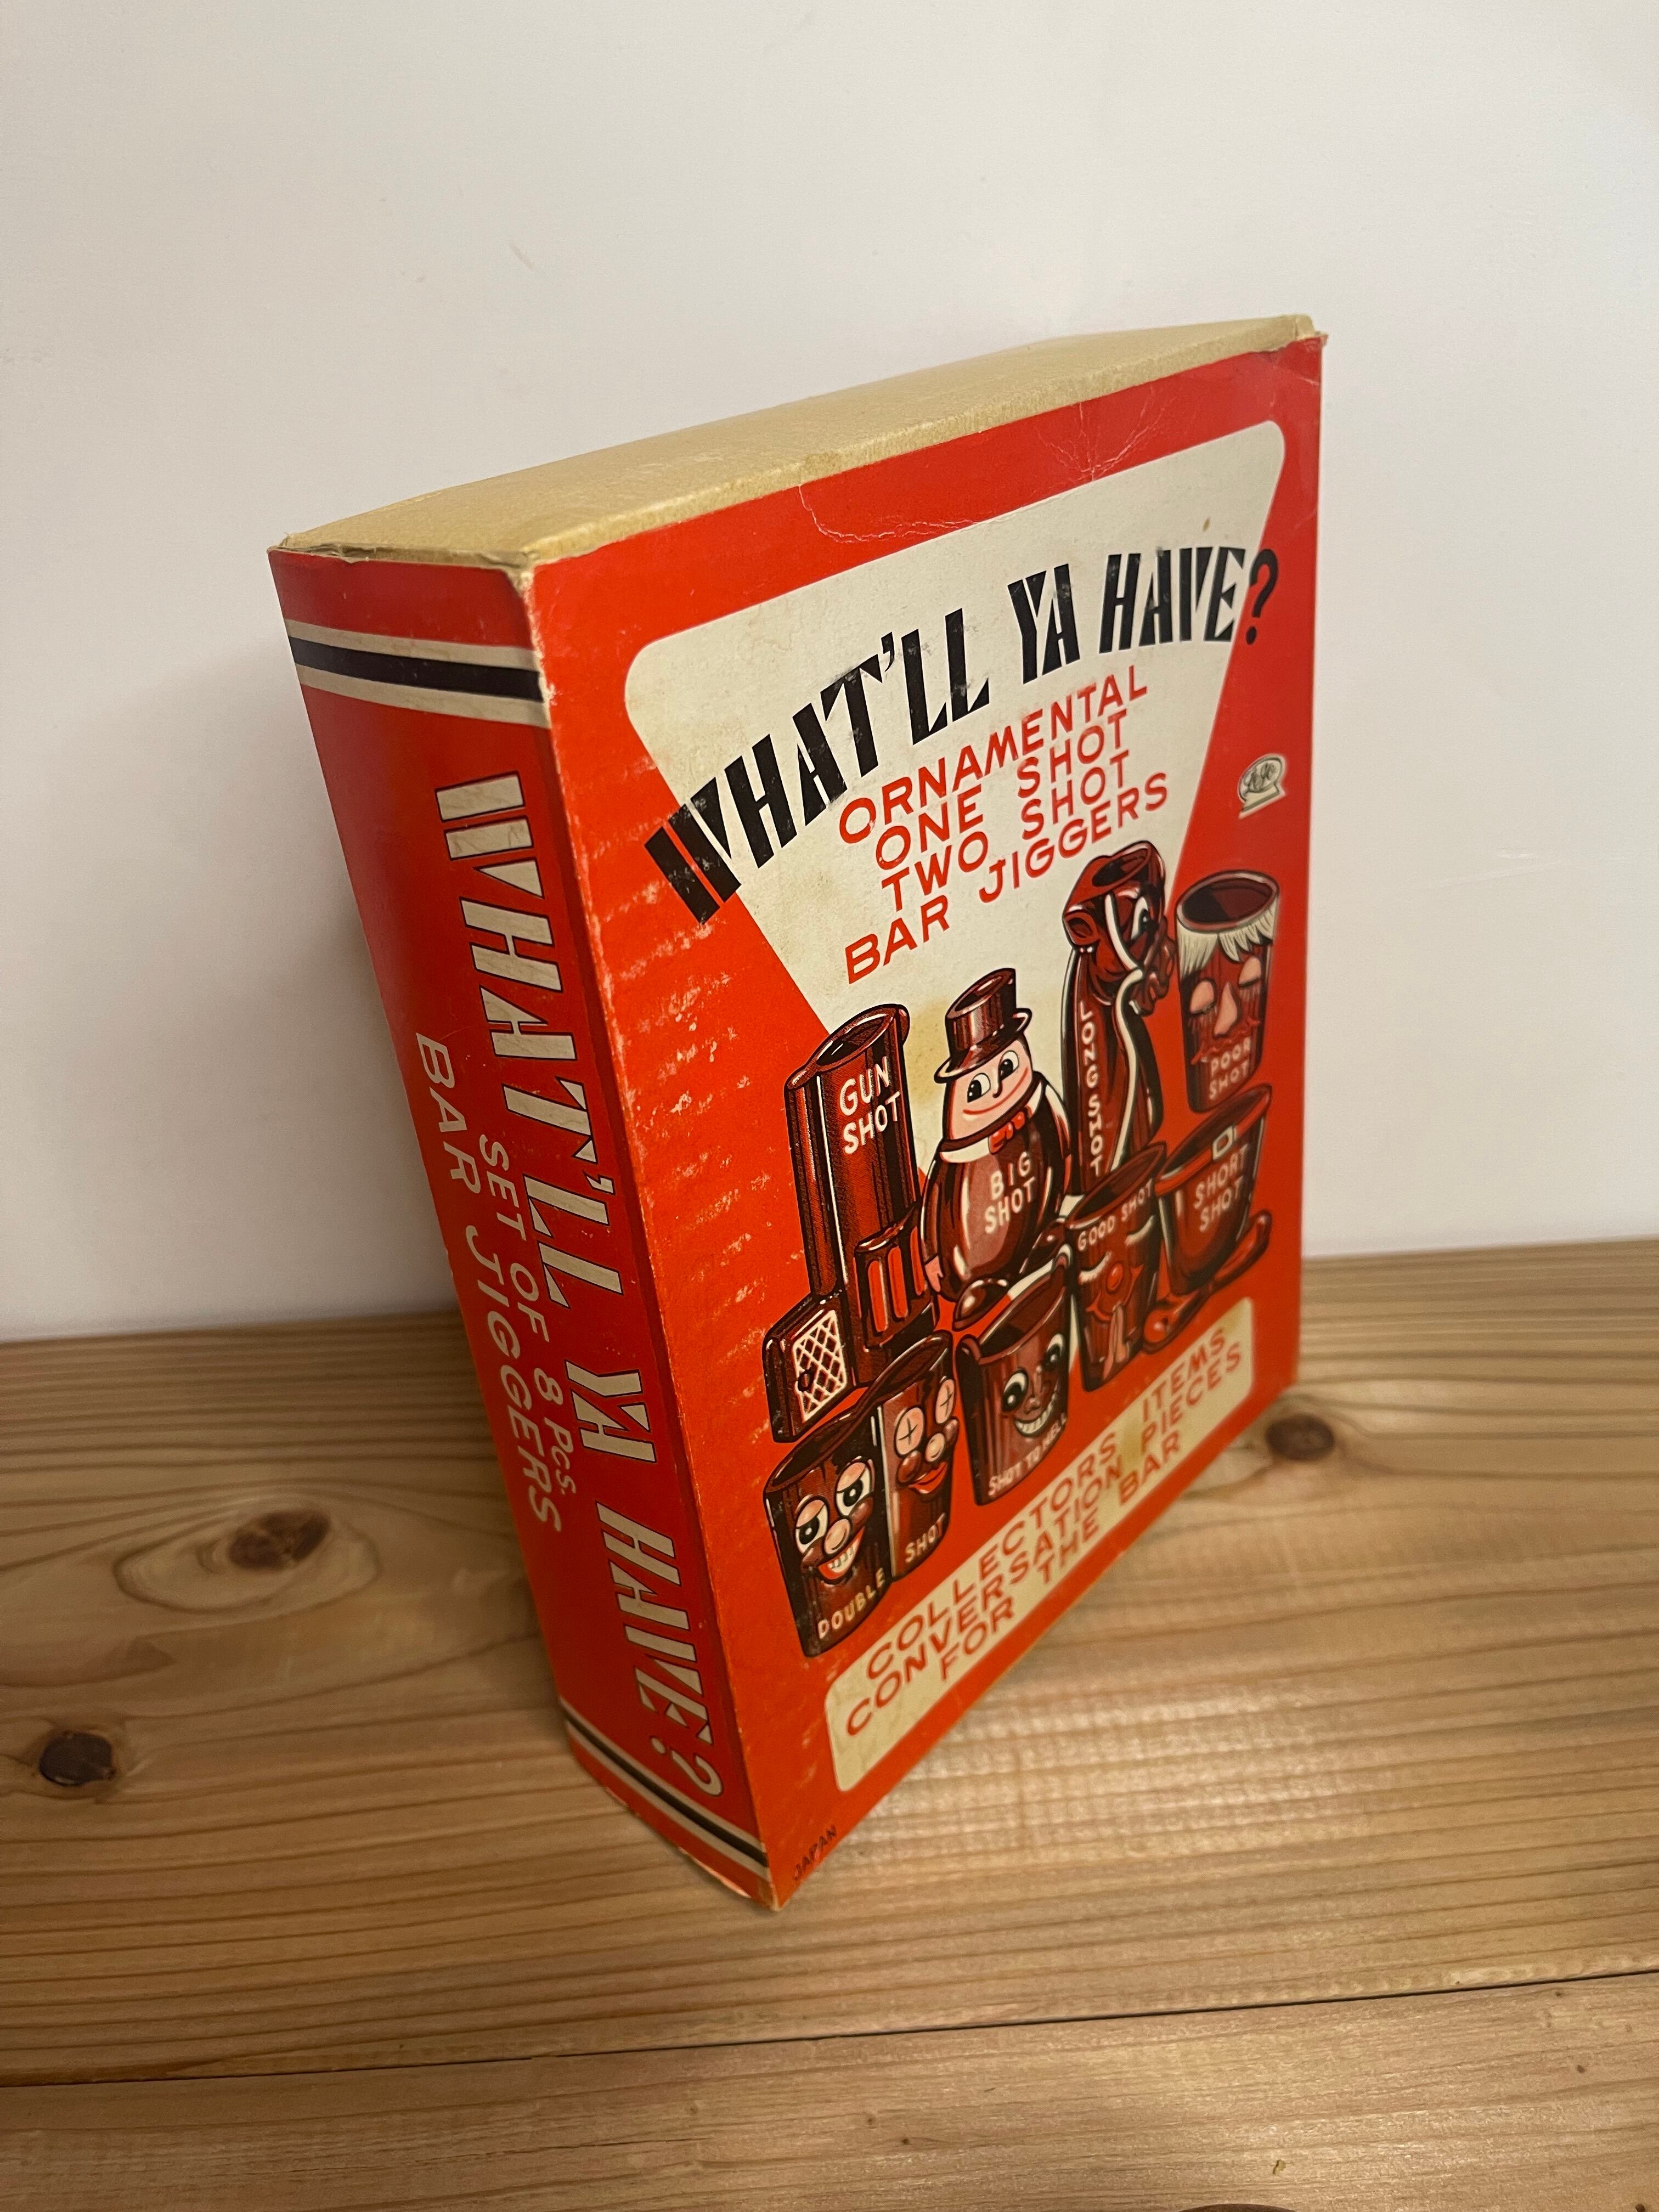 WHAT'LL YA HAVE?
ORNAMENTAL
ONE SHOT
TWO SHOT
BAR JIGGERS
GUN
SHOT
BIG
SHOT
LONG SHOT
POOR
SHOT
GOOD SHOT
SHORT
SHOT
SHOT TO HELL
DOUBLE
SHOT
COLLECTORS ITEMS
CONVERSATION PIECES
FOR THE BAR
JAPAN
WHAT'LL YA HAVE?
SET OF 8 PCS.
BAR JIGGERS